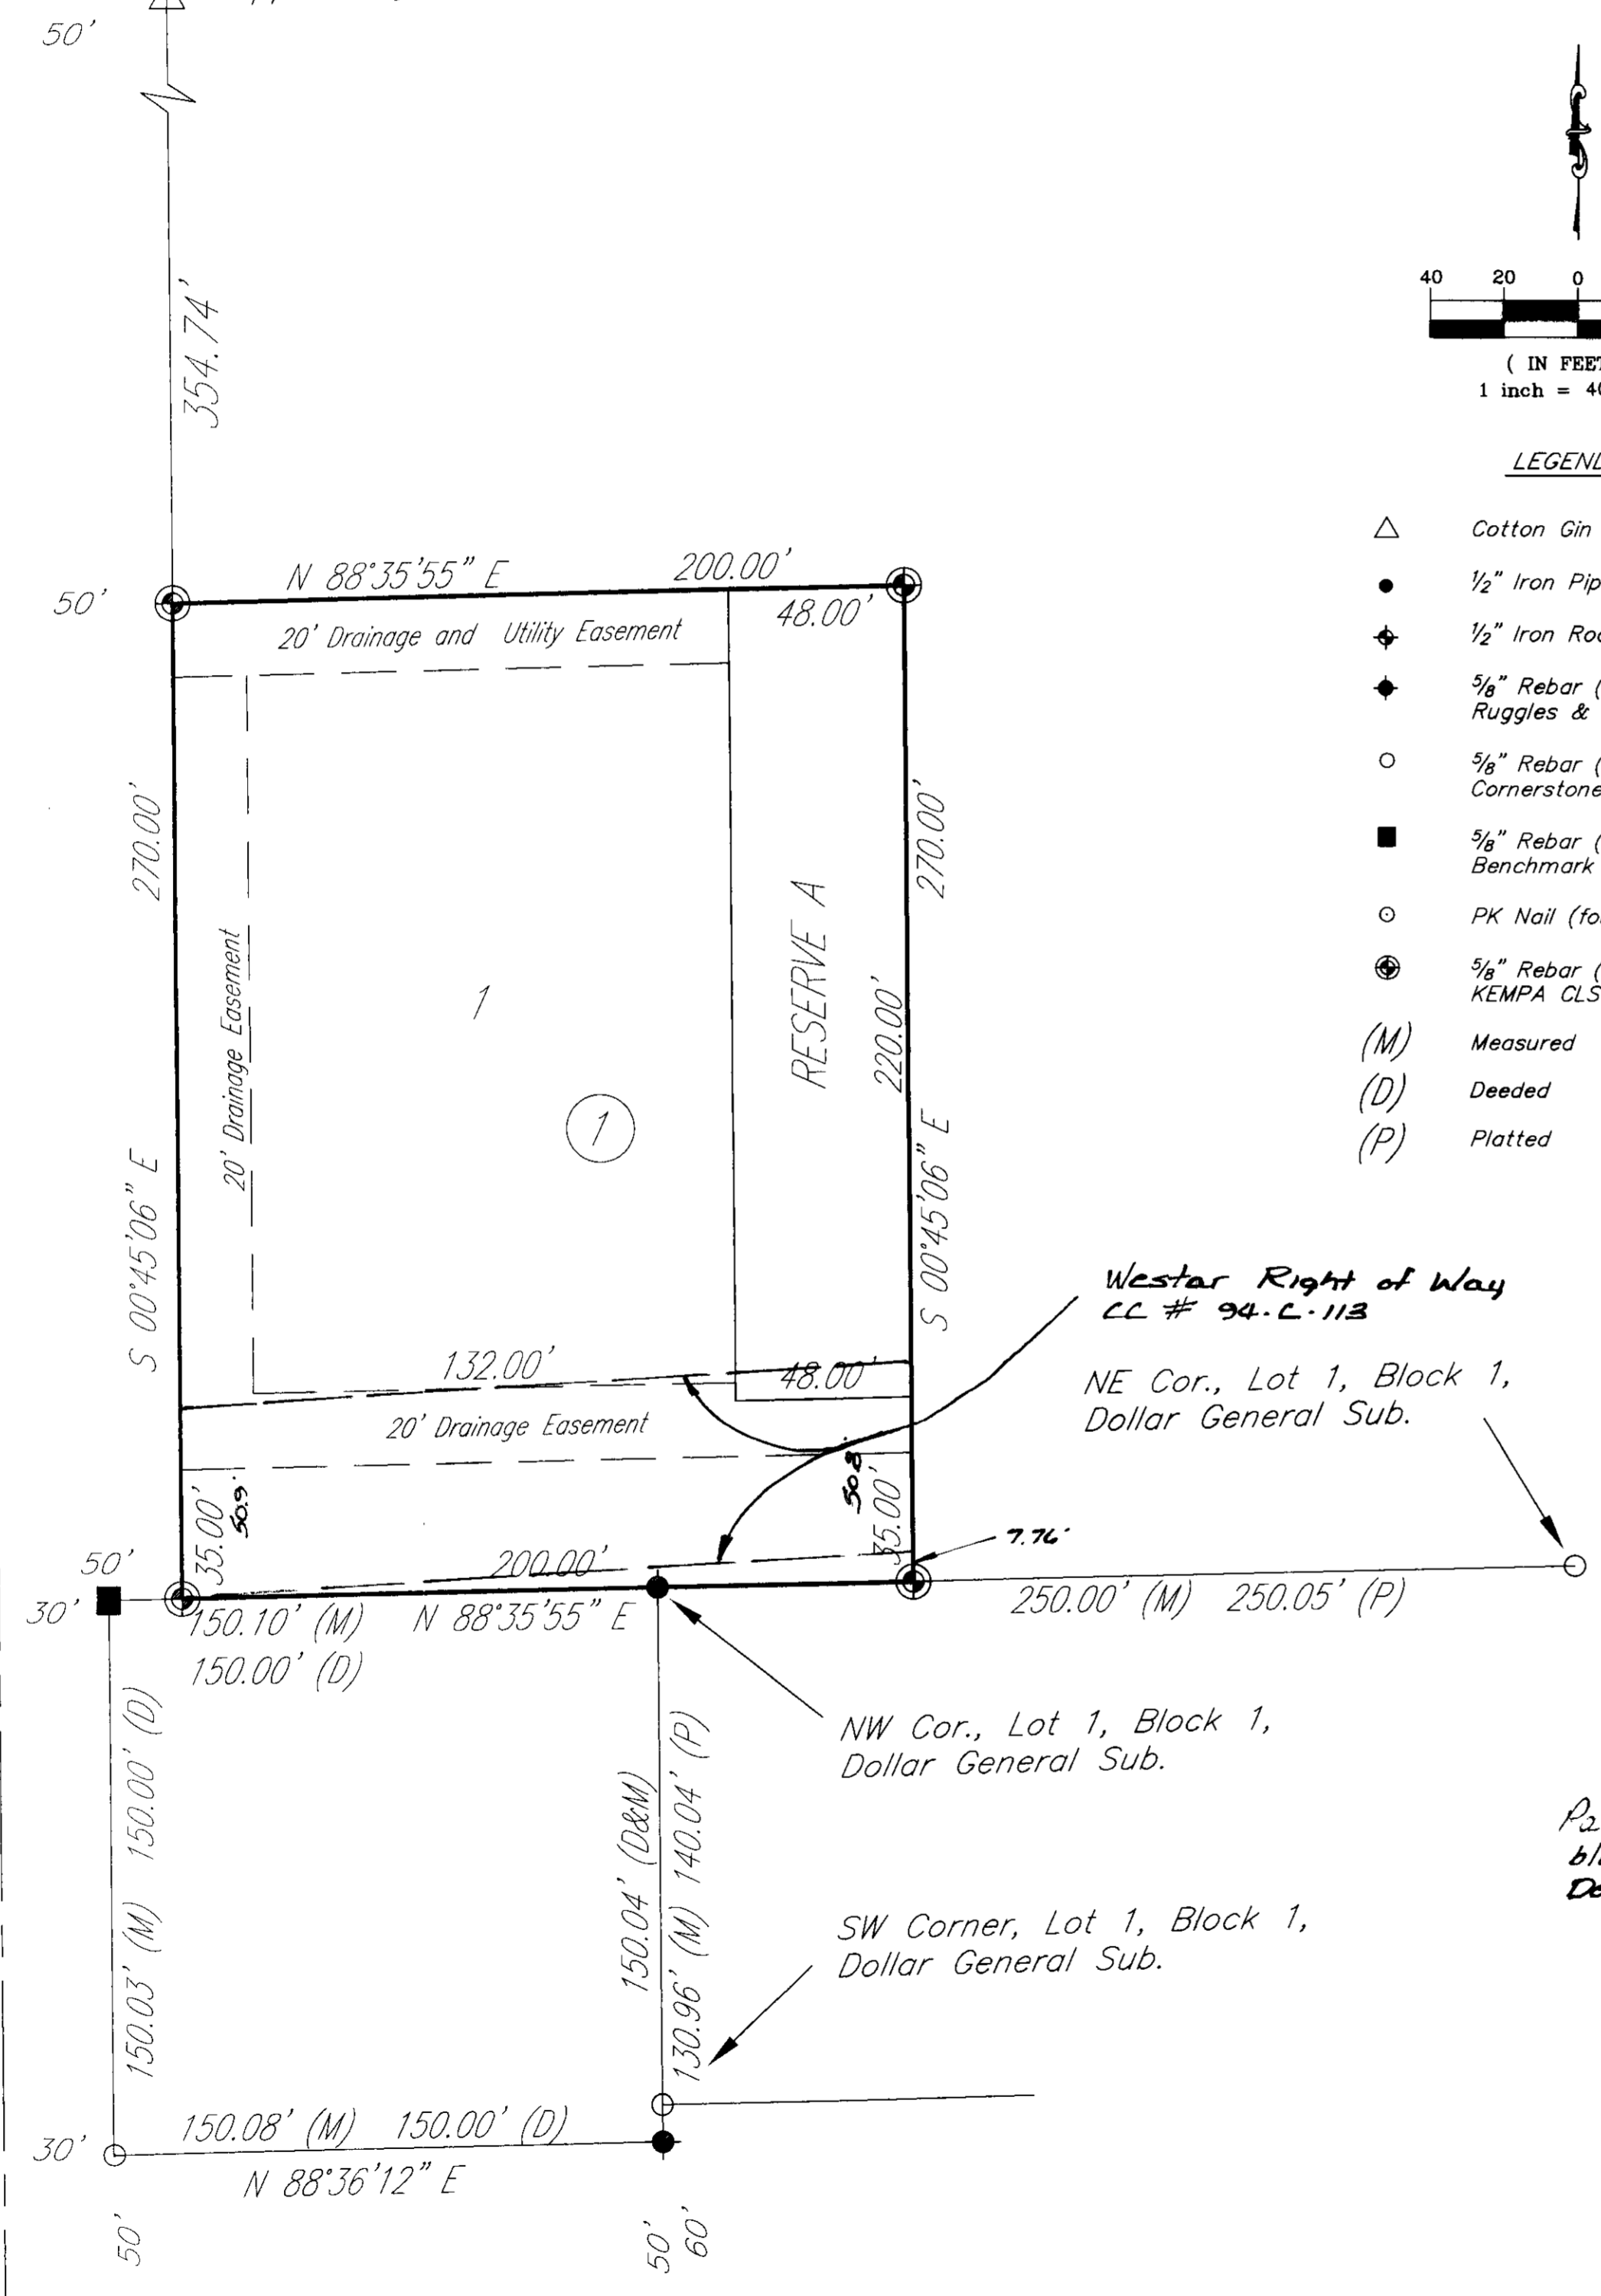 50'
354.74'
40 20 0
( IN FEET
1 inch = 40
LEGEND
Cotton Gin
1/2" Iron Pip
1/2" Iron Rod
5/8" Rebar (
Ruggles &
5/8" Rebar (
Cornerstone
5/8" Rebar (
Benchmark
PK Nail (fo
5/8" Rebar (
KEMPA CLS
(M) Measured
(D) Deeded
(P) Platted
50'
N 88°35'55" E 200.00'
48.00'
20' Drainage and Utility Easement
270.00'
S 00°45'06" E
20' Drainage Easement
1
1
RESERVE A
220.00'
270.00'
S 00°45'06" E
Westar Right of Way
CC # 94-C-113
NE Cor., Lot 1, Block 1,
Dollar General Sub.
132.00'
48.00'
20' Drainage Easement
35.00'
50.9'
50.8'
35.00'
7.76'
50'
30'
200.00'
150.10' (M) N 88°35'55" E
150.00' (D)
250.00' (M) 250.05' (P)
NW Cor., Lot 1, Block 1,
Dollar General Sub.
150.03' (M) 150.00' (D)
150.04' (D&M)
130.96' (M) 140.04' (P)
SW Corner, Lot 1, Block 1,
Dollar General Sub.
30'
150.08' (M) 150.00' (D)
N 88°36'12" E
50'
50'
60'